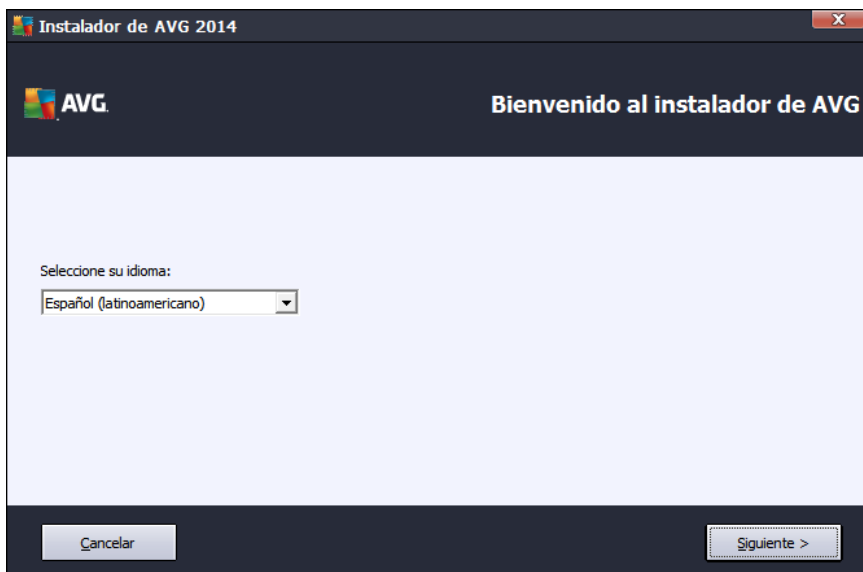 Instalador de AVG 2014
AVG.
Bienvenido al instalador de AVG
Seleccione su idioma:
Español (latinoamericano)
Cancelar
Siguiente >